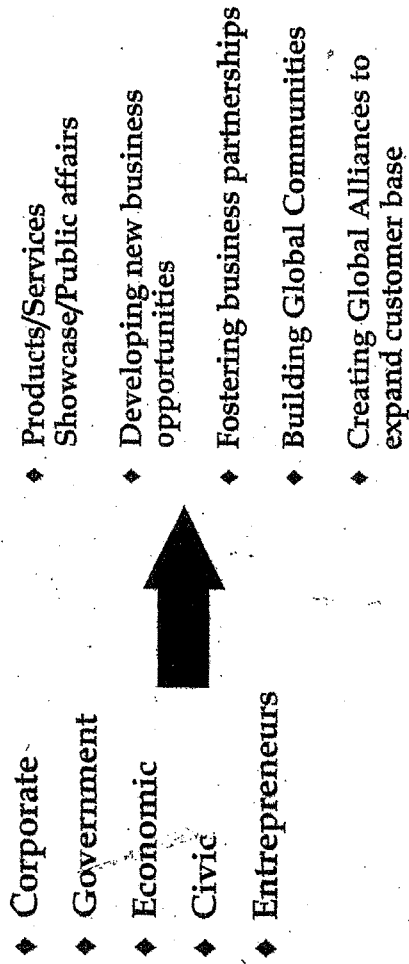 ◆ Corporate
◆ Government
◆ Economic
◆ Civic
◆ Entrepreneurs
◆ Products/Services
Showcase/Public affairs
◆ Developing new business
opportunities
◆ Fostering business partnerships
◆ Building Global Communities
◆ Creating Global Alliances to
expand customer base